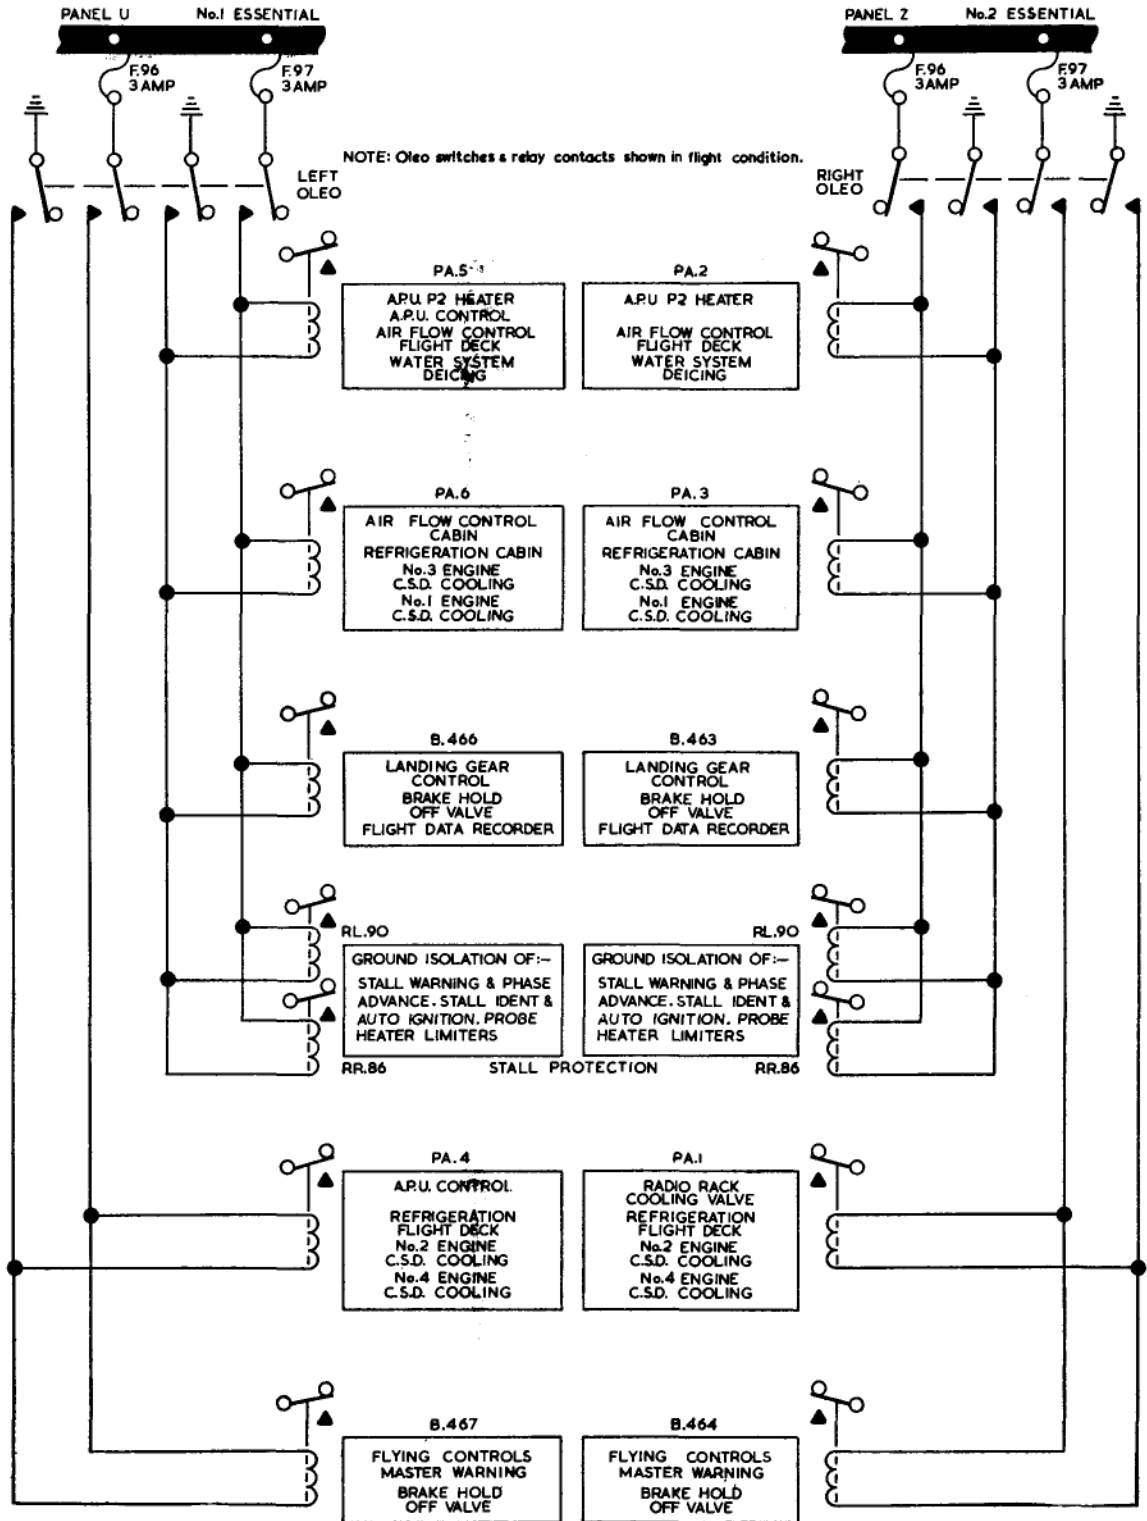 PANEL U No.1 ESSENTIAL
PANEL Z No.2 ESSENTIAL
F.96
3 AMP
F.97
3 AMP
F.96
3 AMP
F.97
3 AMP
NOTE: Oleo switches & relay contacts shown in flight condition.
LEFT
OLEO
RIGHT
OLEO
PA.5
A.P.U. P2 HEATER
A.P.U. CONTROL
AIR FLOW CONTROL
FLIGHT DECK
WATER SYSTEM
DEICING
PA.2
A.P.U P2 HEATER
AIR FLOW CONTROL
FLIGHT DECK
WATER SYSTEM
DEICING
PA.6
AIR FLOW CONTROL
CABIN
REFRIGERATION CABIN
No.3 ENGINE
C.S.D. COOLING
No.1 ENGINE
C.S.D. COOLING
PA.3
AIR FLOW CONTROL
CABIN
REFRIGERATION CABIN
No.3 ENGINE
C.S.D. COOLING
No.1 ENGINE
C.S.D. COOLING
B.466
LANDING GEAR
CONTROL
BRAKE HOLD
OFF VALVE
FLIGHT DATA RECORDER
B.463
LANDING GEAR
CONTROL
BRAKE HOLD
OFF VALVE
FLIGHT DATA RECORDER
RL.90
GROUND ISOLATION OF:-
STALL WARNING & PHASE
ADVANCE. STALL IDENT &
AUTO IGNITION. PROBE
HEATER LIMITERS
RR.86
RL.90
GROUND ISOLATION OF:-
STALL WARNING & PHASE
ADVANCE. STALL IDENT &
AUTO IGNITION. PROBE
HEATER LIMITERS
RR.86
STALL PROTECTION
PA.4
A.P.U. CONTROL
REFRIGERATION
FLIGHT DECK
No.2 ENGINE
C.S.D. COOLING
No.4 ENGINE
C.S.D. COOLING
PA.1
RADIO RACK
COOLING VALVE
REFRIGERATION
FLIGHT DECK
No.2 ENGINE
C.S.D. COOLING
No.4 ENGINE
C.S.D. COOLING
B.467
FLYING CONTROLS
MASTER WARNING
BRAKE HOLD
OFF VALVE
B.464
FLYING CONTROLS
MASTER WARNING
BRAKE HOLD
OFF VALVE